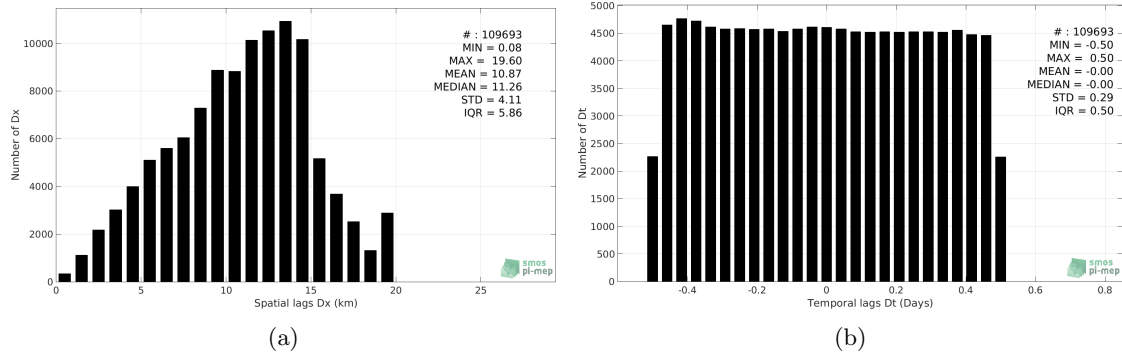 10000
8000
6000
4000
2000
0
Number of Dx
# : 109693
MIN = 0.08
MAX = 19.60
MEAN = 10.87
MEDIAN = 11.26
STD = 4.11
IQR = 5.86
smos
pi-mep
0 5 10 15 20 25
Spatial lags Dx (km)
(a)
5000
4500
4000
3500
3000
2500
2000
1500
1000
500
0
Number of Dt
# : 109693
MIN = -0.50
MAX = 0.50
MEAN = -0.00
MEDIAN = -0.00
STD = 0.29
IQR = 0.50
smos
pi-mep
-0.4 -0.2 0 0.2 0.4 0.6 0.8
Temporal lags Dt (Days)
(b)